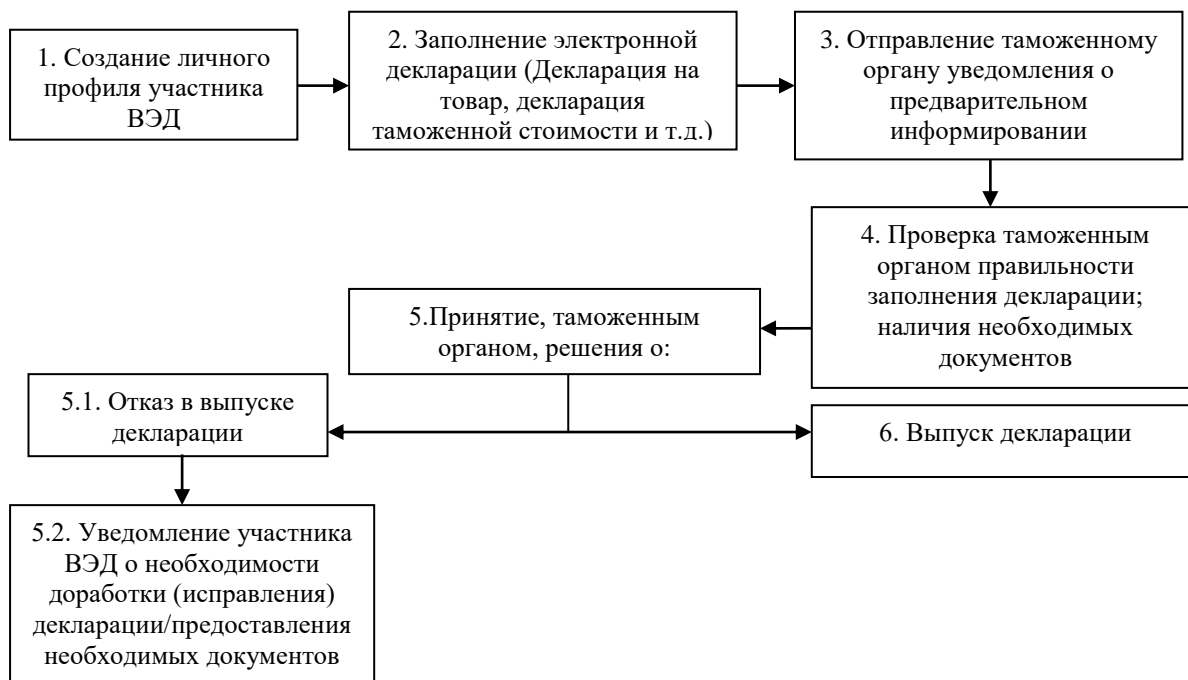 1. Создание личного
профиля участника
ВЭД
2. Заполнение электронной
декларации (Декларация на
товар, декларация
таможенной стоимости и т.д.)
3. Отправление таможенному
органу уведомления о
предварительном
информировании
4. Проверка таможенным
органом правильности
заполнения декларации;
наличия необходимых
документов
5.Принятие, таможенным
органом, решения о:
5.1. Отказ в выпуске
декларации
6. Выпуск декларации
5.2. Уведомление участника
ВЭД о необходимости
доработки (исправления)
декларации/предоставления
необходимых документов